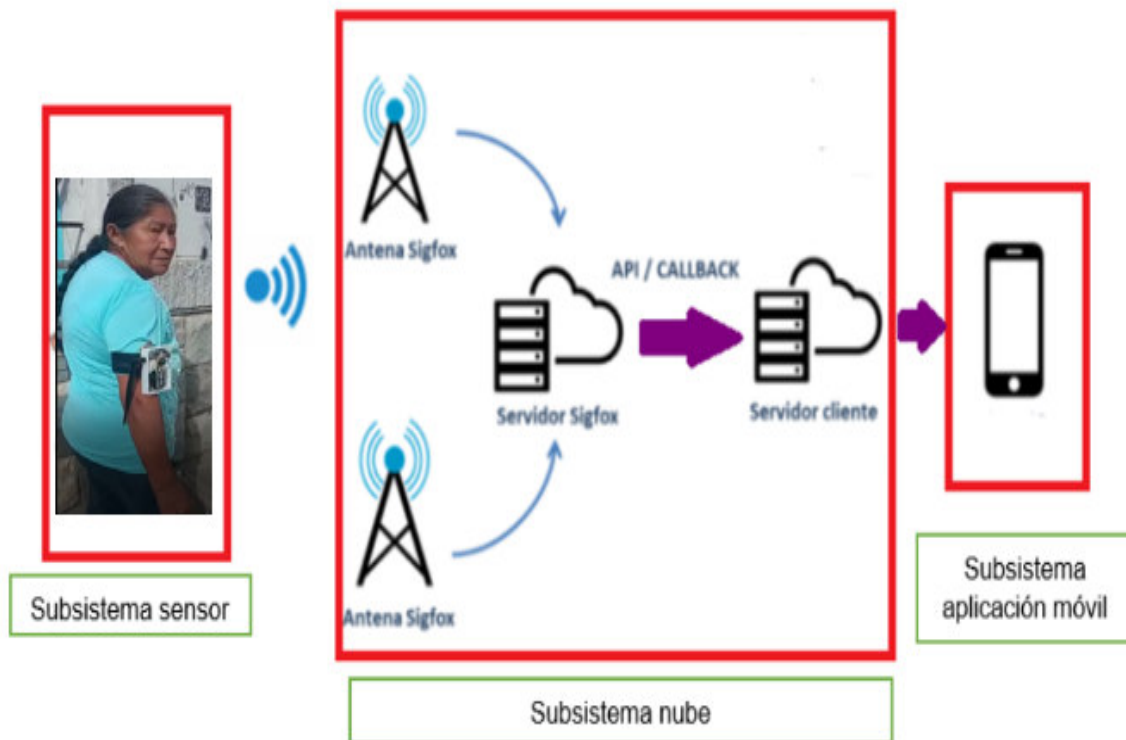 Antena Sigfox
API / CALLBACK
Servidor Sigfox
Servidor cliente
Antena Sigfox
Subsistema sensor
Subsistema
aplicación móvil
Subsistema nube